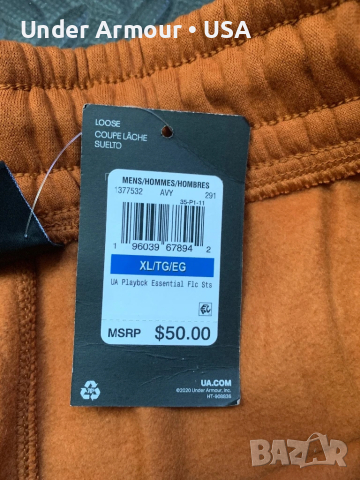 Under Armour • USA
LOOSE
COUPE LÂCHE
SUELTO
MENS/HOMMES/HOMBRES
1377532 AVY 291
35-P1-11
1 96039 67894 2
XL/TG/EG
UA Playbck Essential Flc Sts
MSRP $50.00
UA.COM
©2020 Under Armour, Inc.
HT-908636
BAZAR